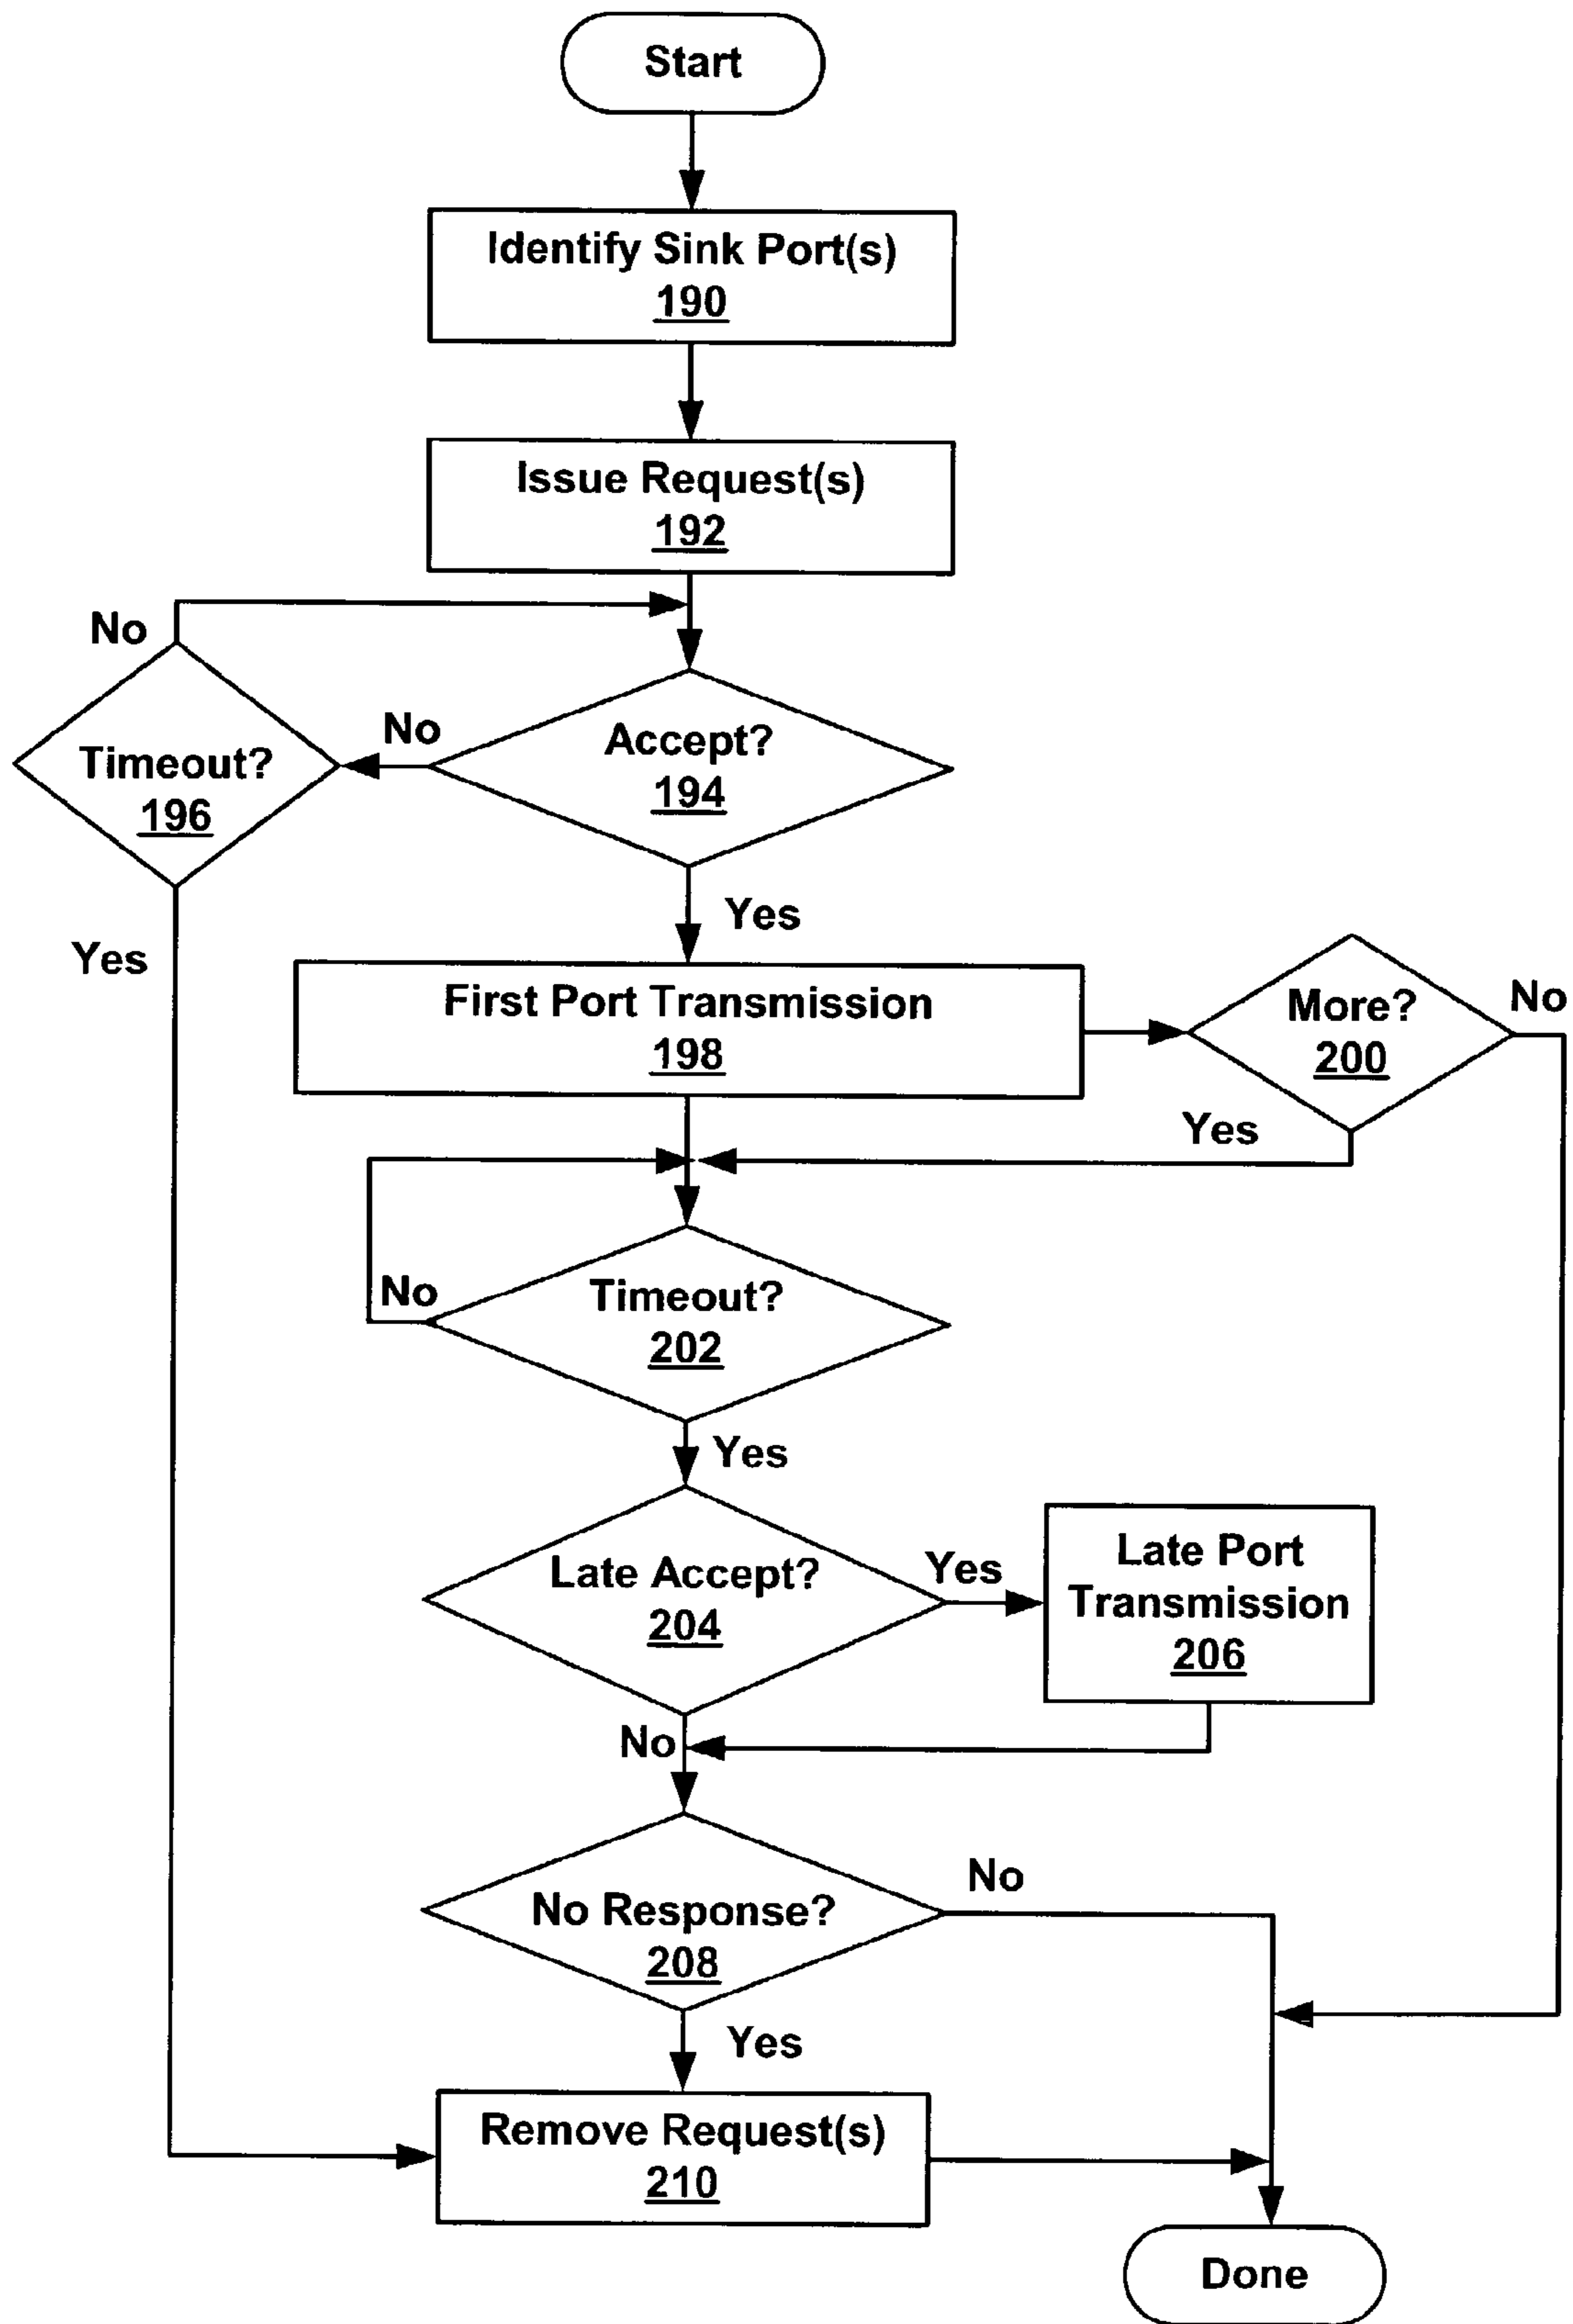 Start
Identify Sink Port(s)
190
Issue Request(s)
192
No
Timeout?
196
No
Accept?
194
Yes
Yes
First Port Transmission
198
More?
200
No
Yes
No
Timeout?
202
Yes
Late Accept?
204
Yes
Late Port
Transmission
206
No
No Response?
208
No
Yes
Remove Request(s)
210
Done